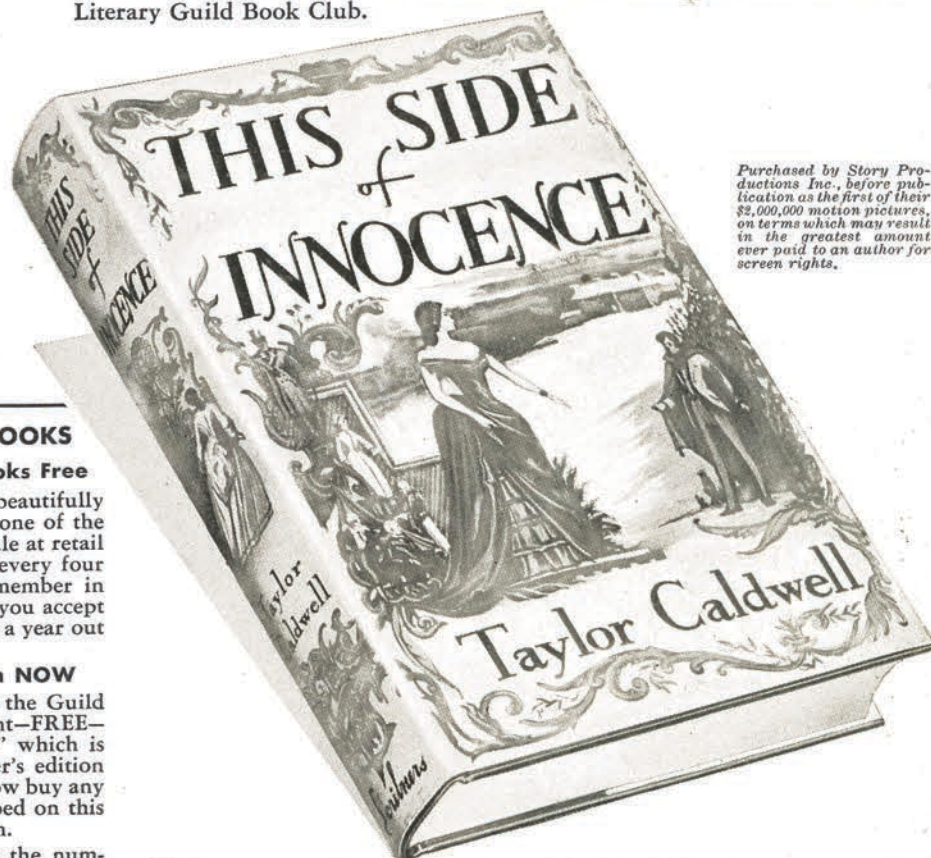 Literary Guild Book Club.
THIS SIDE
of
INNOCENCE
Taylor Caldwell
THIS
SIDE
of
Purchased by Story Pro-
ductions Inc., before pub-
lication as the first of their
$2,000,000 motion pictures,
on terms which may result
in the greatest amount
ever paid to an author for
screen rights.
OOKS
oks Free
beautifully
one of the
le at retail
every four
member in
you accept
a year out
n NOW
the Guild
nt—FREE—
” which is
er's edition
ow buy any
bed on this
n.
the num-